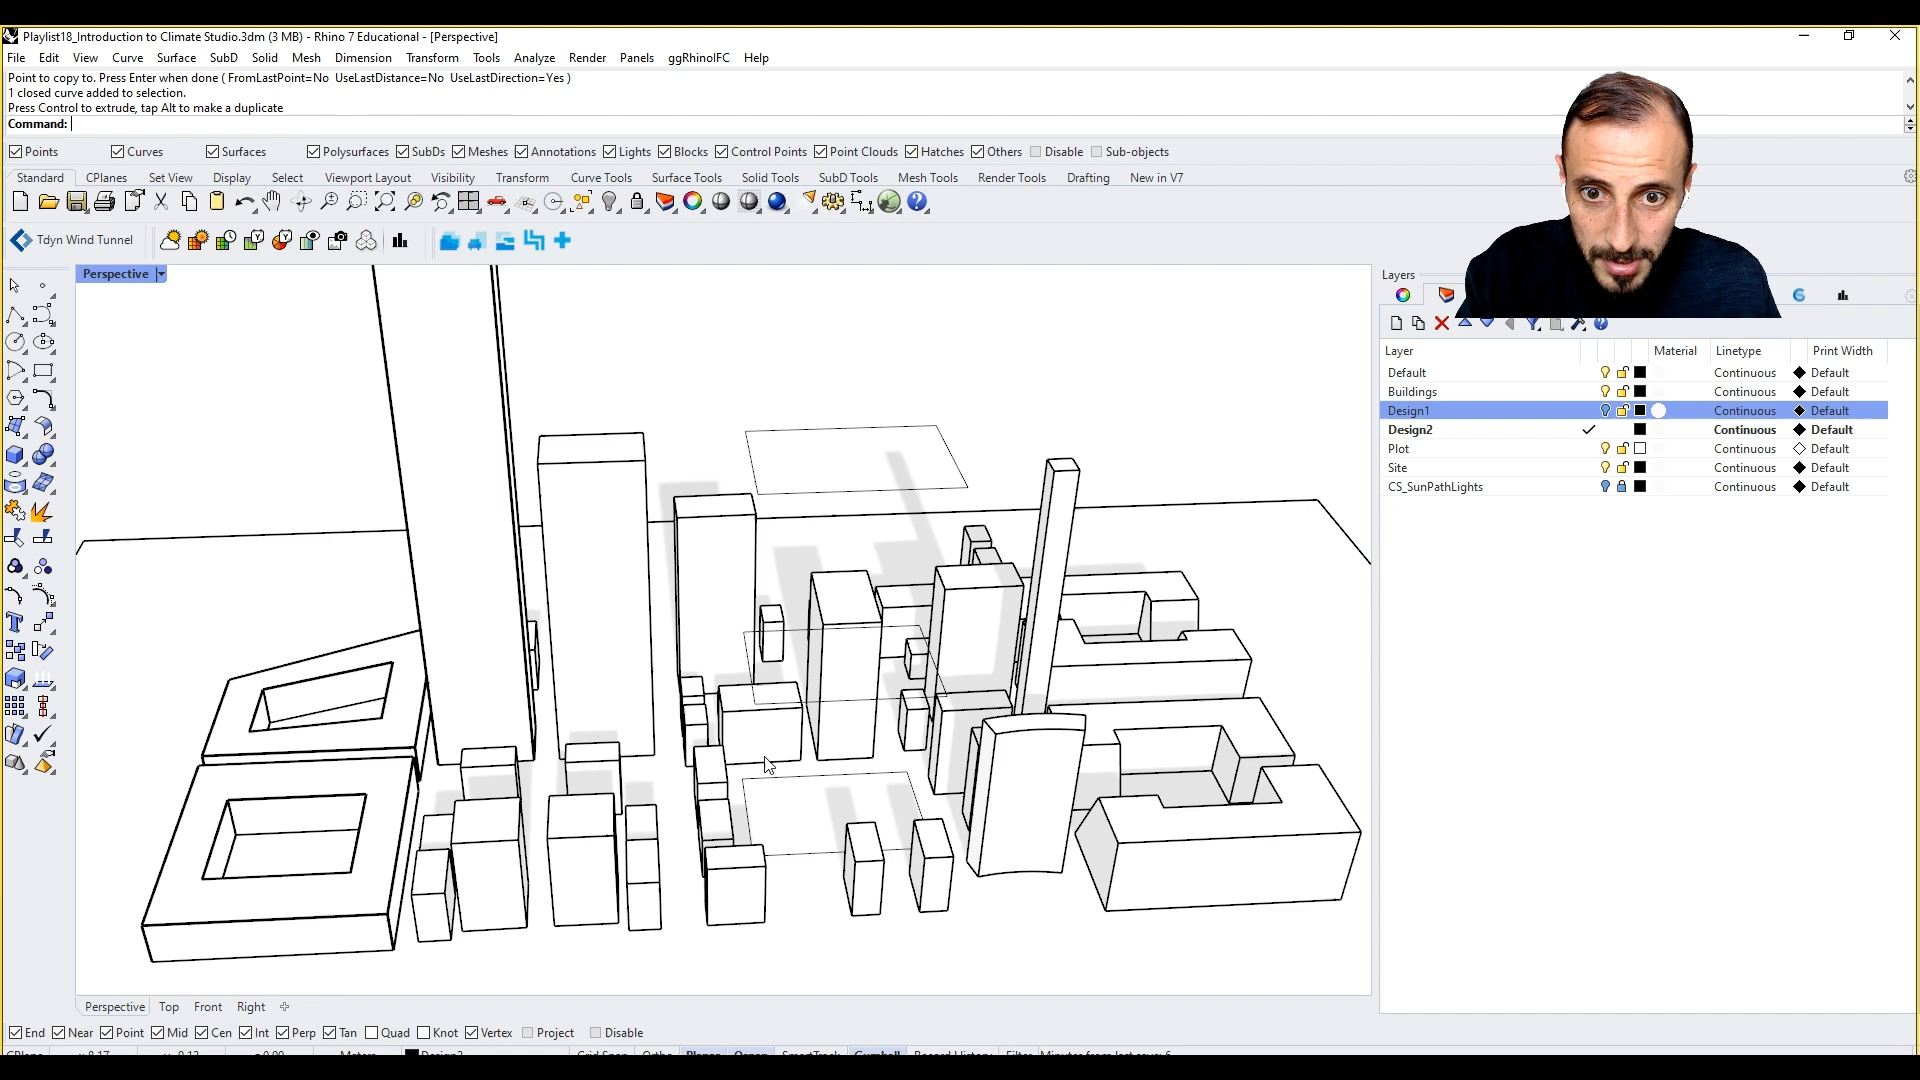 Playlist18_Introduction to Climate Studio.3dm (3 MB) - Rhino 7 Educational - [Perspective]
File Edit View Curve Surface SubD Solid Mesh Dimension Transform Tools Analyze Render Panels ggRhinoIFC Help
Point to copy to. Press Enter when done ( FromLastPoint=No UseLastDistance=No UseLastDirection=Yes )
1 closed curve added to selection.
Press Control to extrude, tap Alt to make a duplicate
Command:
Points Curves Surfaces Polysurfaces SubDs Meshes Annotations Lights Blocks Control Points Point Clouds Hatches Others Disable Sub-objects
Standard CPlanes Set View Display Select Viewport Layout Visibility Transform Curve Tools Surface Tools Solid Tools SubD Tools Mesh Tools Render Tools Drafting New in V7
Tdyn Wind Tunnel
Perspective
Layers
Layer Material Linetype Print Width
Default Continuous Default
Buildings Continuous Default
Design1 Continuous Default
Design2 Continuous Default
Plot Continuous Default
Site Continuous Default
CS_SunPathLights Continuous Default
Perspective Top Front Right
End Near Point Mid Cen Int Perp Tan Quad Knot Vertex Project Disable